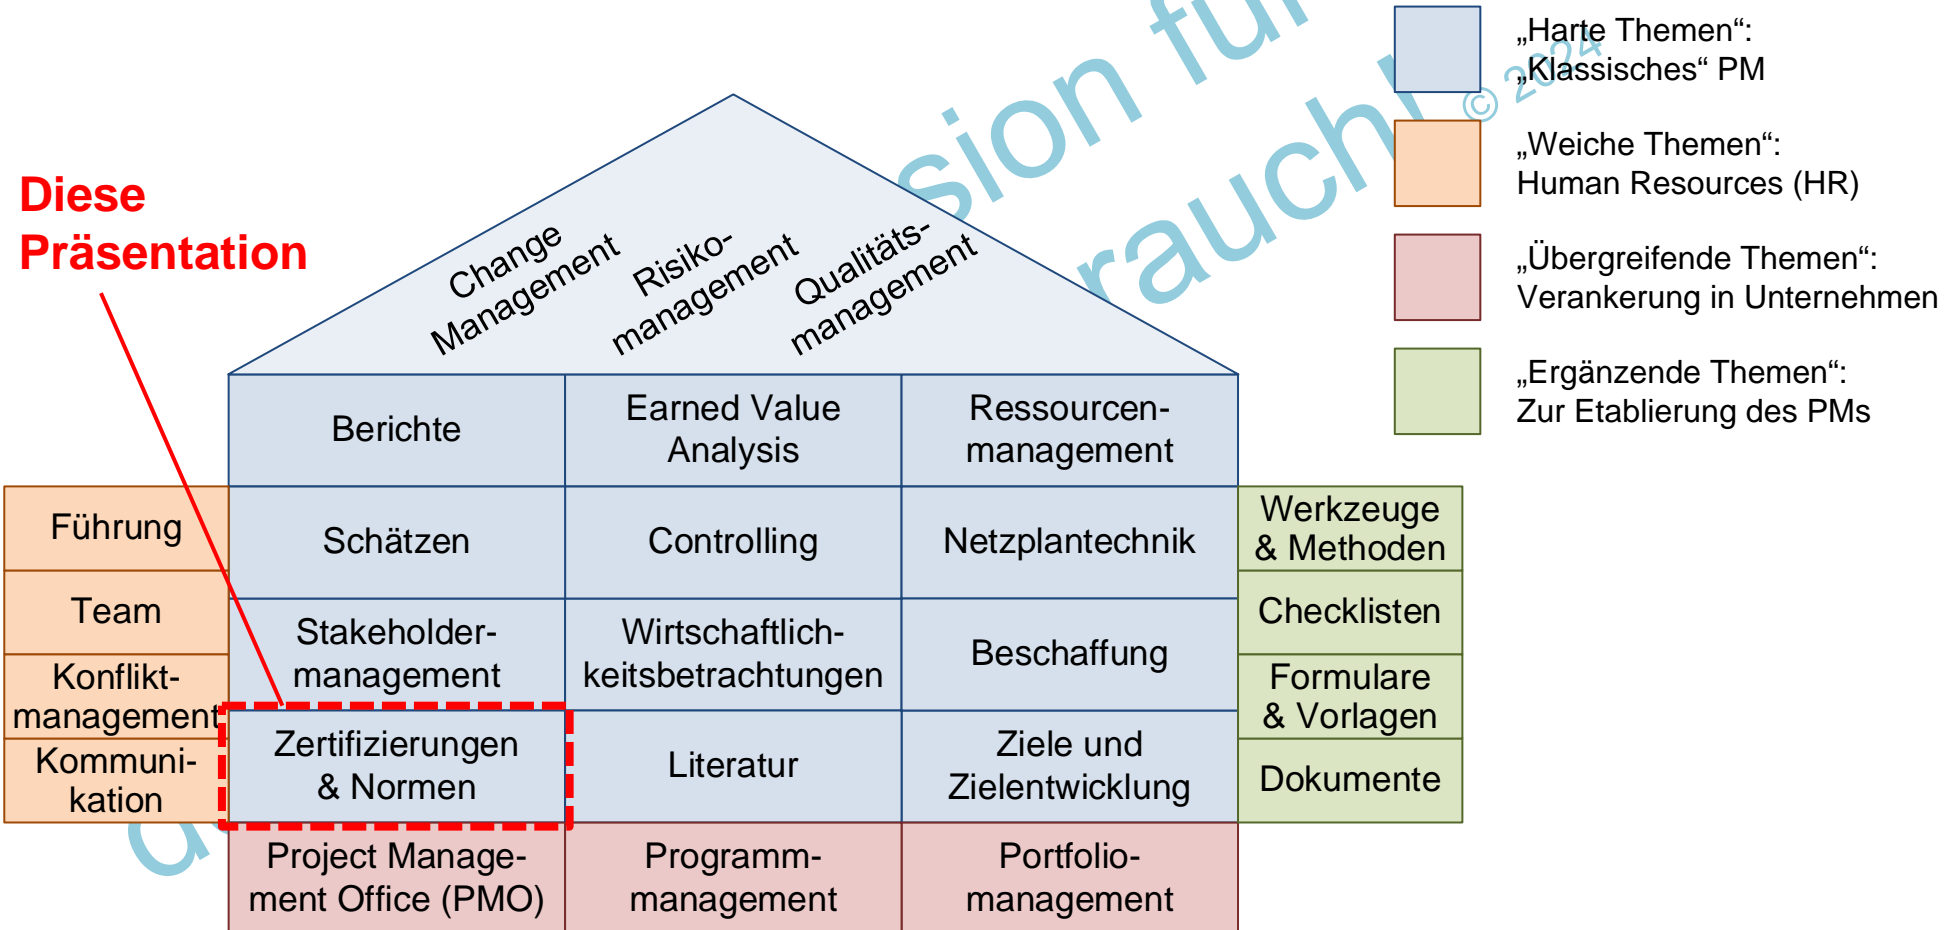 „Harte Themen“:
„Klassisches“ PM
© 2024
„Weiche Themen“:
Human Resources (HR)
„Übergreifende Themen“:
Verankerung in Unternehmen
„Ergänzende Themen“:
Zur Etablierung des PMs
Diese
Präsentation
Change
Management
Risiko-
management
Qualitäts-
management
Berichte
Earned Value
Analysis
Ressourcen-
management
Führung
Schätzen
Controlling
Netzplantechnik
Werkzeuge
& Methoden
Team
Stakeholder-
management
Wirtschaftlich-
keitsbetrachtungen
Beschaffung
Checklisten
Konflikt-
management
Formulare
& Vorlagen
Kommuni-
kation
Zertifizierungen
& Normen
Literatur
Ziele und
Zielentwicklung
Dokumente
Project Manage-
ment Office (PMO)
Programm-
management
Portfolio-
management